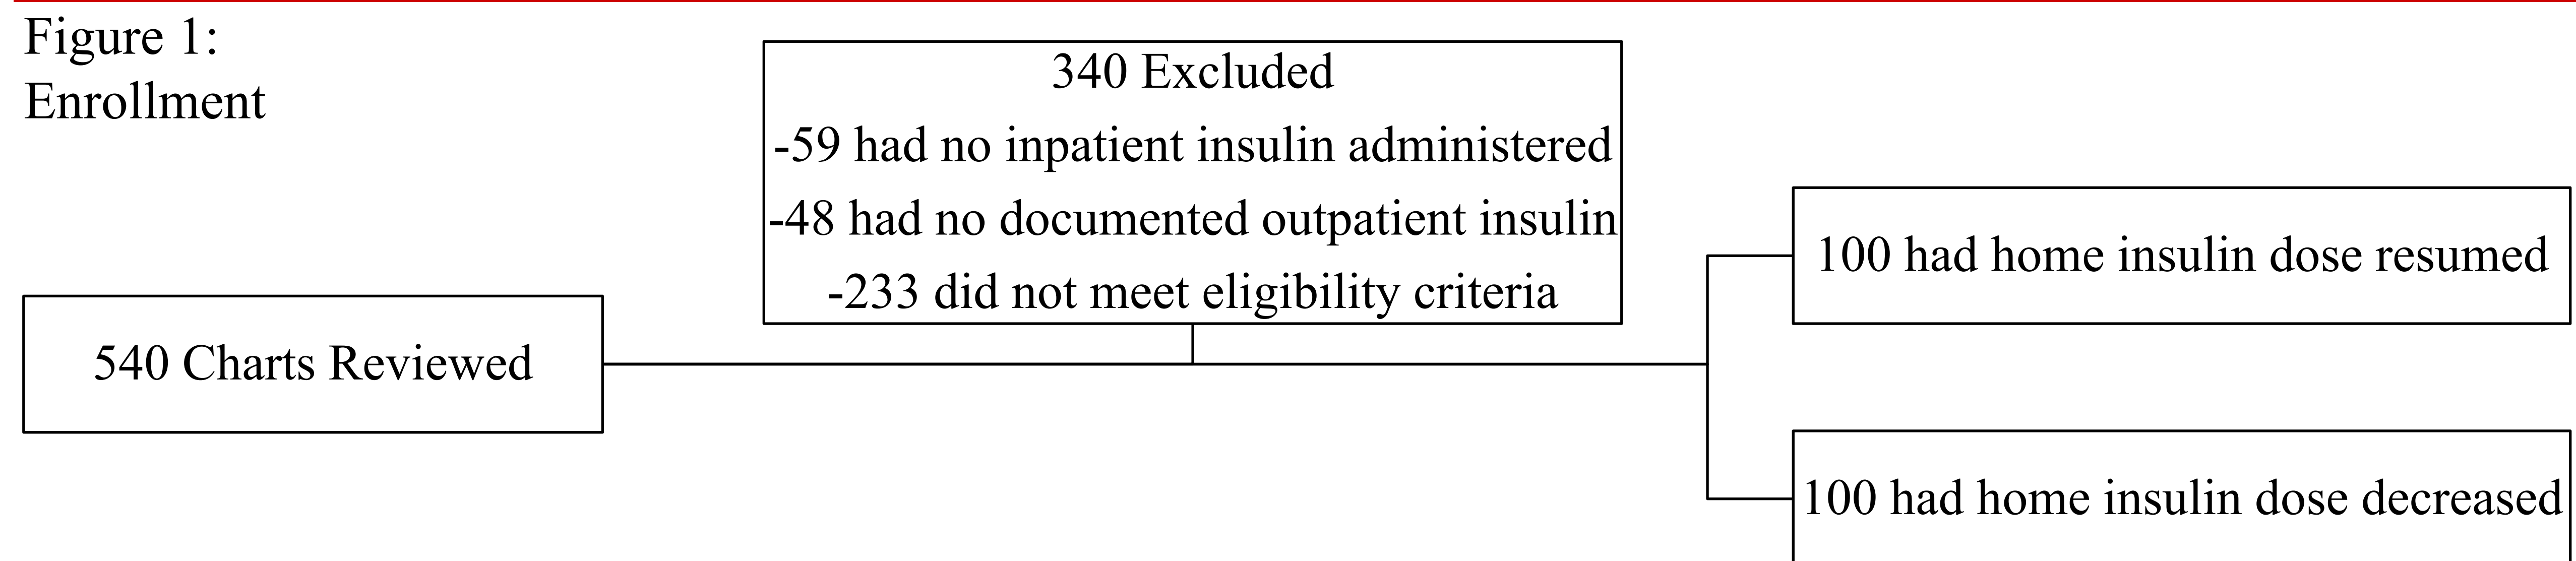 Figure 1:
Enrollment
340 Excluded
-59 had no inpatient insulin administered
-48 had no documented outpatient insulin
-233 did not meet eligibility criteria
540 Charts Reviewed
100 had home insulin dose resumed
100 had home insulin dose decreased